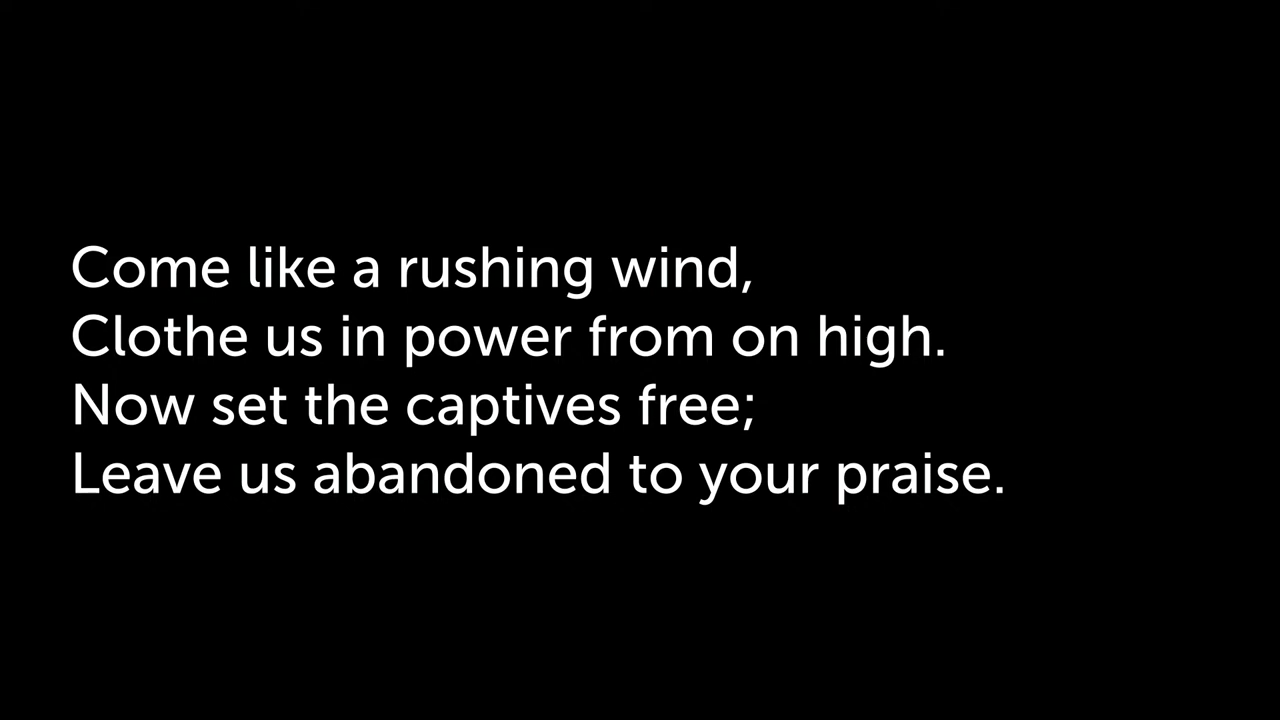 Come like a rushing wind,
Clothe us in power from on high.
Now set the captives free;
Leave us abandoned to your praise.